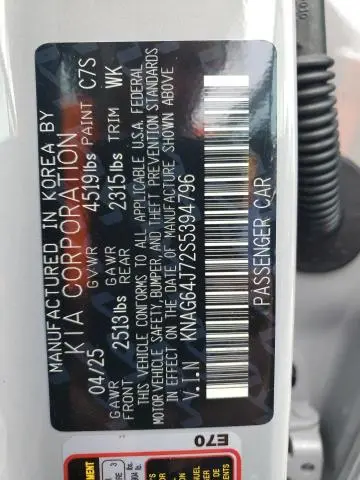 MANUFACTURED IN KOREA BY
KIA CORPORATION
04/25 GVWR 4519lbs PAINT C7S
GAWR FRONT 2513lbs GAWR REAR 2315lbs TRIM WK
THIS VEHICLE CONFORMS TO ALL APPLICABLE U.S.A. FEDERAL
MOTOR VEHICLE SAFETY, BUMPER, AND THEFT PREVENTION STANDARDS
IN EFFECT ON THE DATE OF MANUFACTURE SHOWN ABOVE
V.I.N KNAG64J72S5394796
PASSENGER CAR
E70